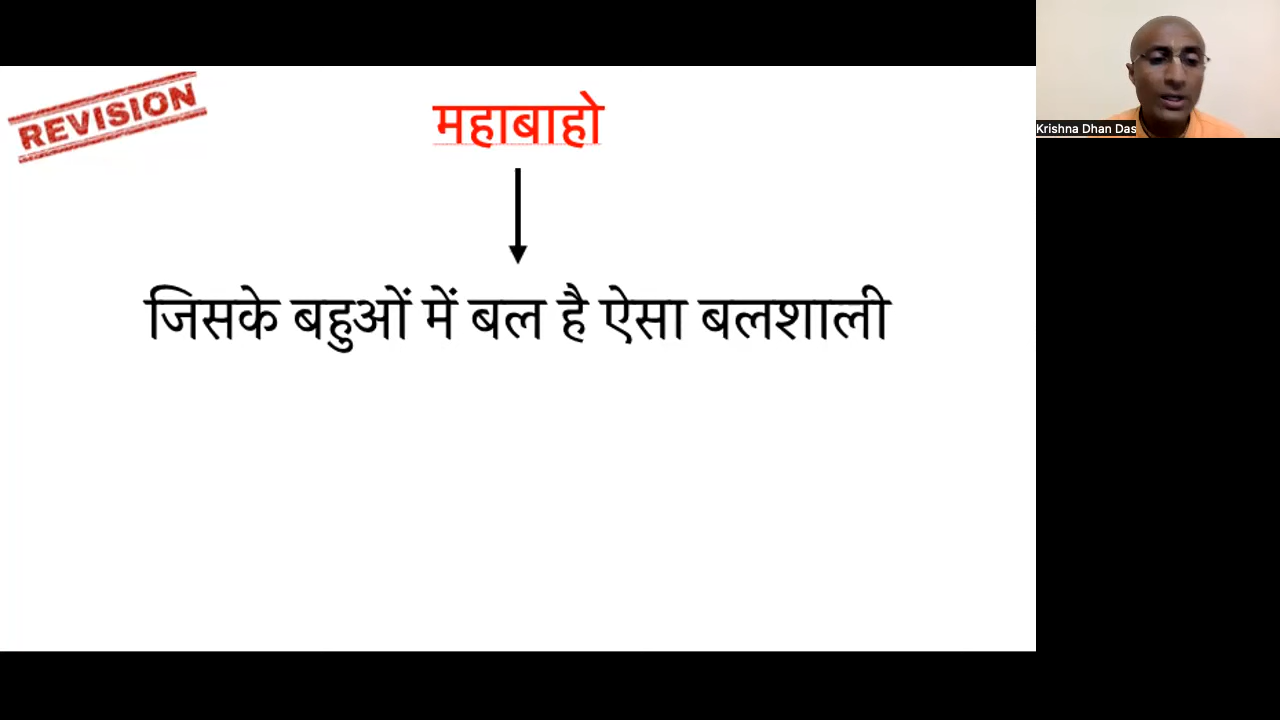 REVISION
महाबाहो
जिसके बहुओं में बल है ऐसा बलशाली
Krishna Dhan Das